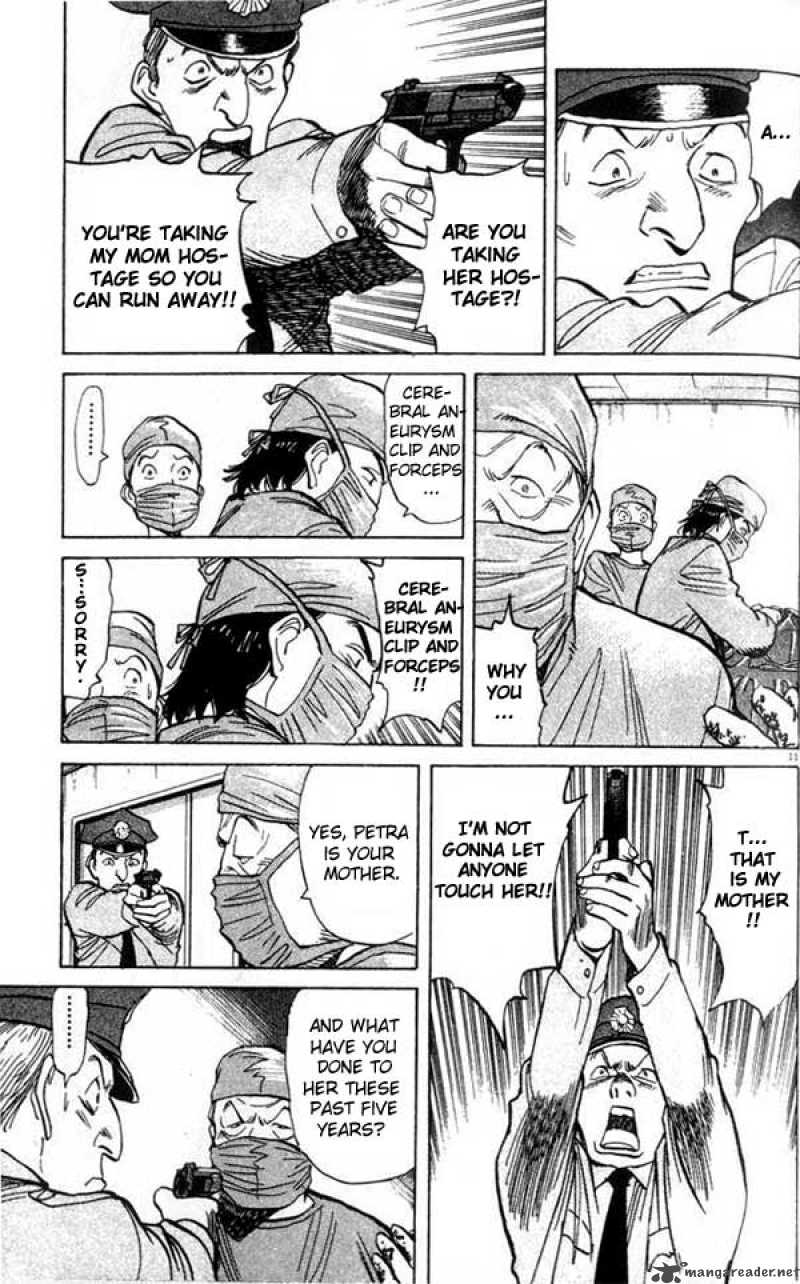 A...
ARE YOU
TAKING
HER HOS-
TAGE?!
YOU'RE TAKING
MY MOM HOS-
TAGE SO YOU
CAN RUN AWAY!!
WHY
YOU
...
CERE-
BRAL AN-
EURYSM
CLIP AND
FORCEPS
...
.......
CERE-
BRAL AN-
EURYSM
CLIP AND
FORCEPS
!!
S...SORRY.
11
T...
THAT
IS MY
MOTHER
!!
I'M NOT
GONNA LET
ANYONE
TOUCH HER!!
YES, PETRA
IS YOUR
MOTHER.
AND WHAT
HAVE YOU
DONE TO
HER THESE
PAST FIVE
YEARS?
.......
mangareader.net